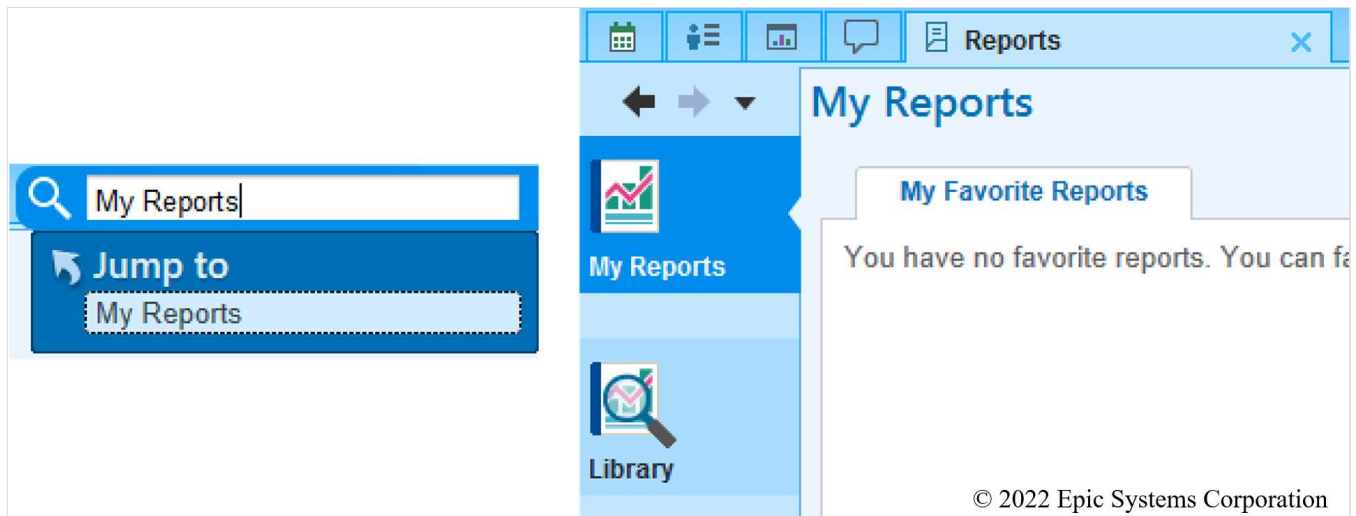 My Reports
Jump to
My Reports
Reports
My Reports
My Favorite Reports
You have no favorite reports. You can fa
My Reports
Library
© 2022 Epic Systems Corporation